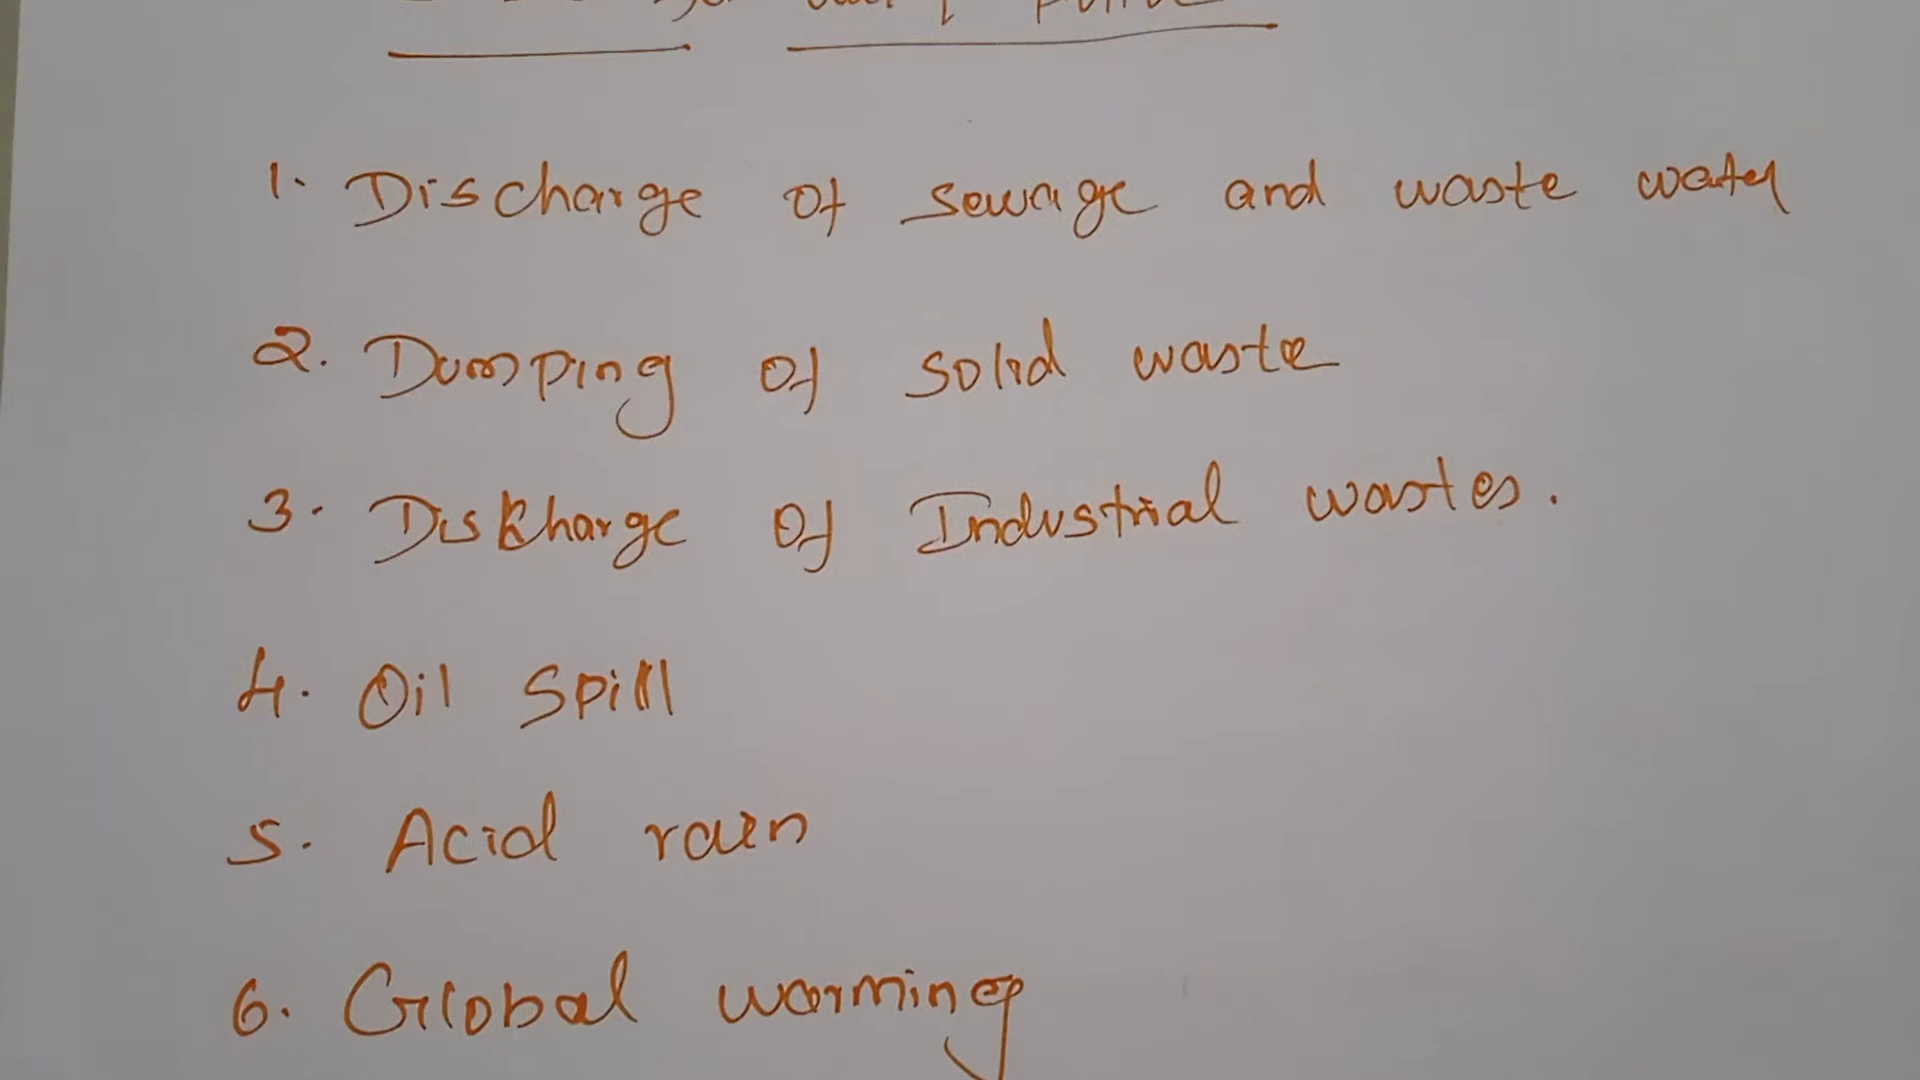 1. Discharge of sewage and waste water
2. Dumping of solid waste
3. Discharge of Industrial wastes.
4. Oil Spill
5. Acid rain
6. Global warming